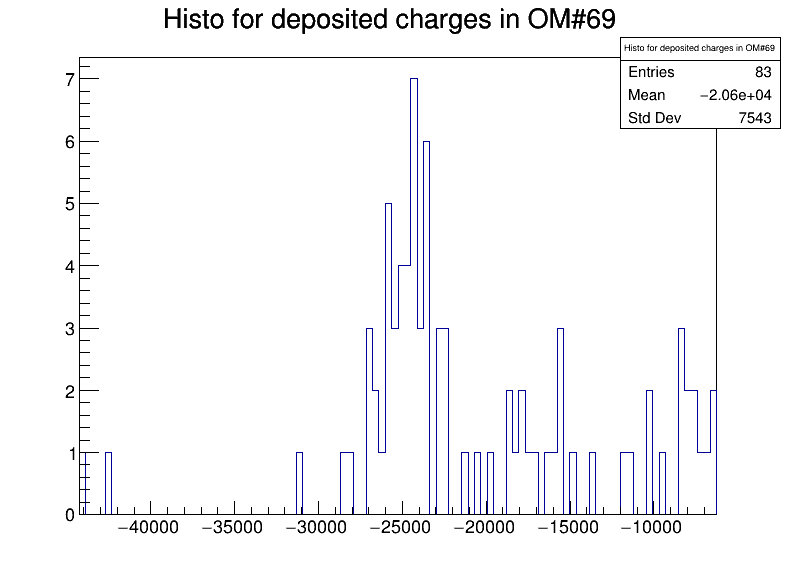 Histo for deposited charges in OM#69
Histo for deposited charges in OM#69
Entries 83
Mean −2.06e+04
Std Dev 7543
7
6
5
4
3
2
1
0
−40000 −35000 −30000 −25000 −20000 −15000 −10000